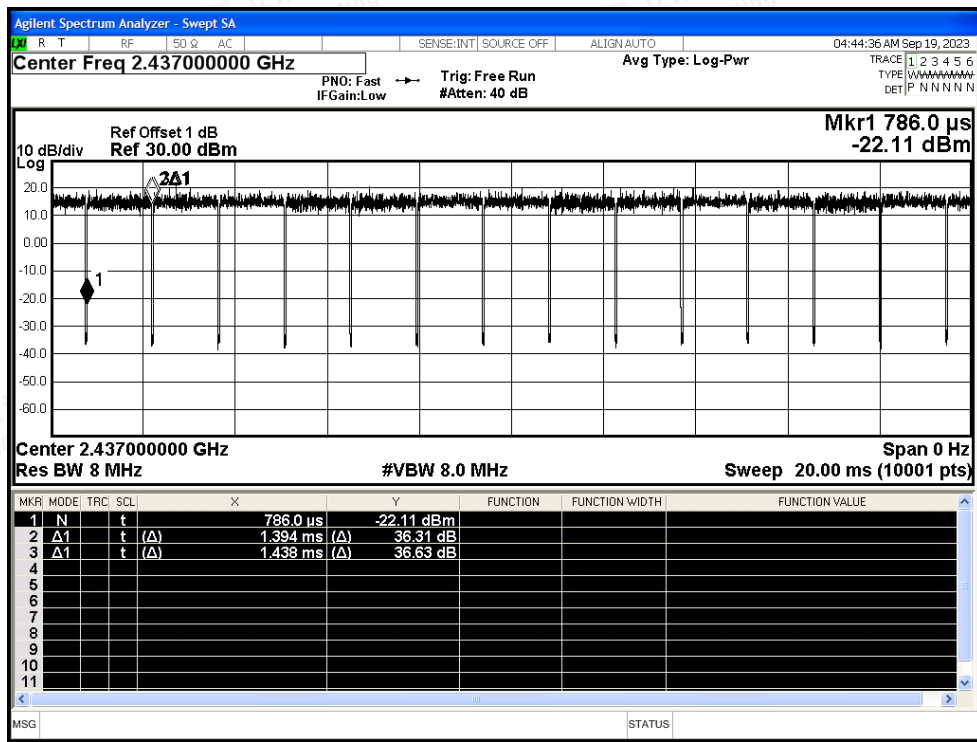 Agilent Spectrum Analyzer - Swept SA
LXI R T RF 50 Ω AC SENSE:INT SOURCE OFF ALIGN AUTO 04:44:36 AM Sep 19, 2023
Center Freq 2.437000000 GHz
PNO: Fast
IFGain:Low
Trig: Free Run
#Atten: 40 dB
Avg Type: Log-Pwr
TRACE 1 2 3 4 5 6
TYPE
DET P N N N N N
Mkr1 786.0 µs
-22.11 dBm
Ref Offset 1 dB
10 dB/div Ref 30.00 dBm
Log
3Δ1
20.0
10.0
0.00
-10.0
1
-20.0
-30.0
-40.0
-50.0
-60.0
Center 2.437000000 GHz Span 0 Hz
Res BW 8 MHz #VBW 8.0 MHz Sweep 20.00 ms (10001 pts)
MKR MODE TRC SCL X Y FUNCTION FUNCTION WIDTH FUNCTION VALUE
1 N t 786.0 µs -22.11 dBm
2 Δ1 t (Δ) 1.394 ms (Δ) 36.31 dB
3 Δ1 t (Δ) 1.438 ms (Δ) 36.63 dB
4
5
6
7
8
9
10
11
MSG STATUS